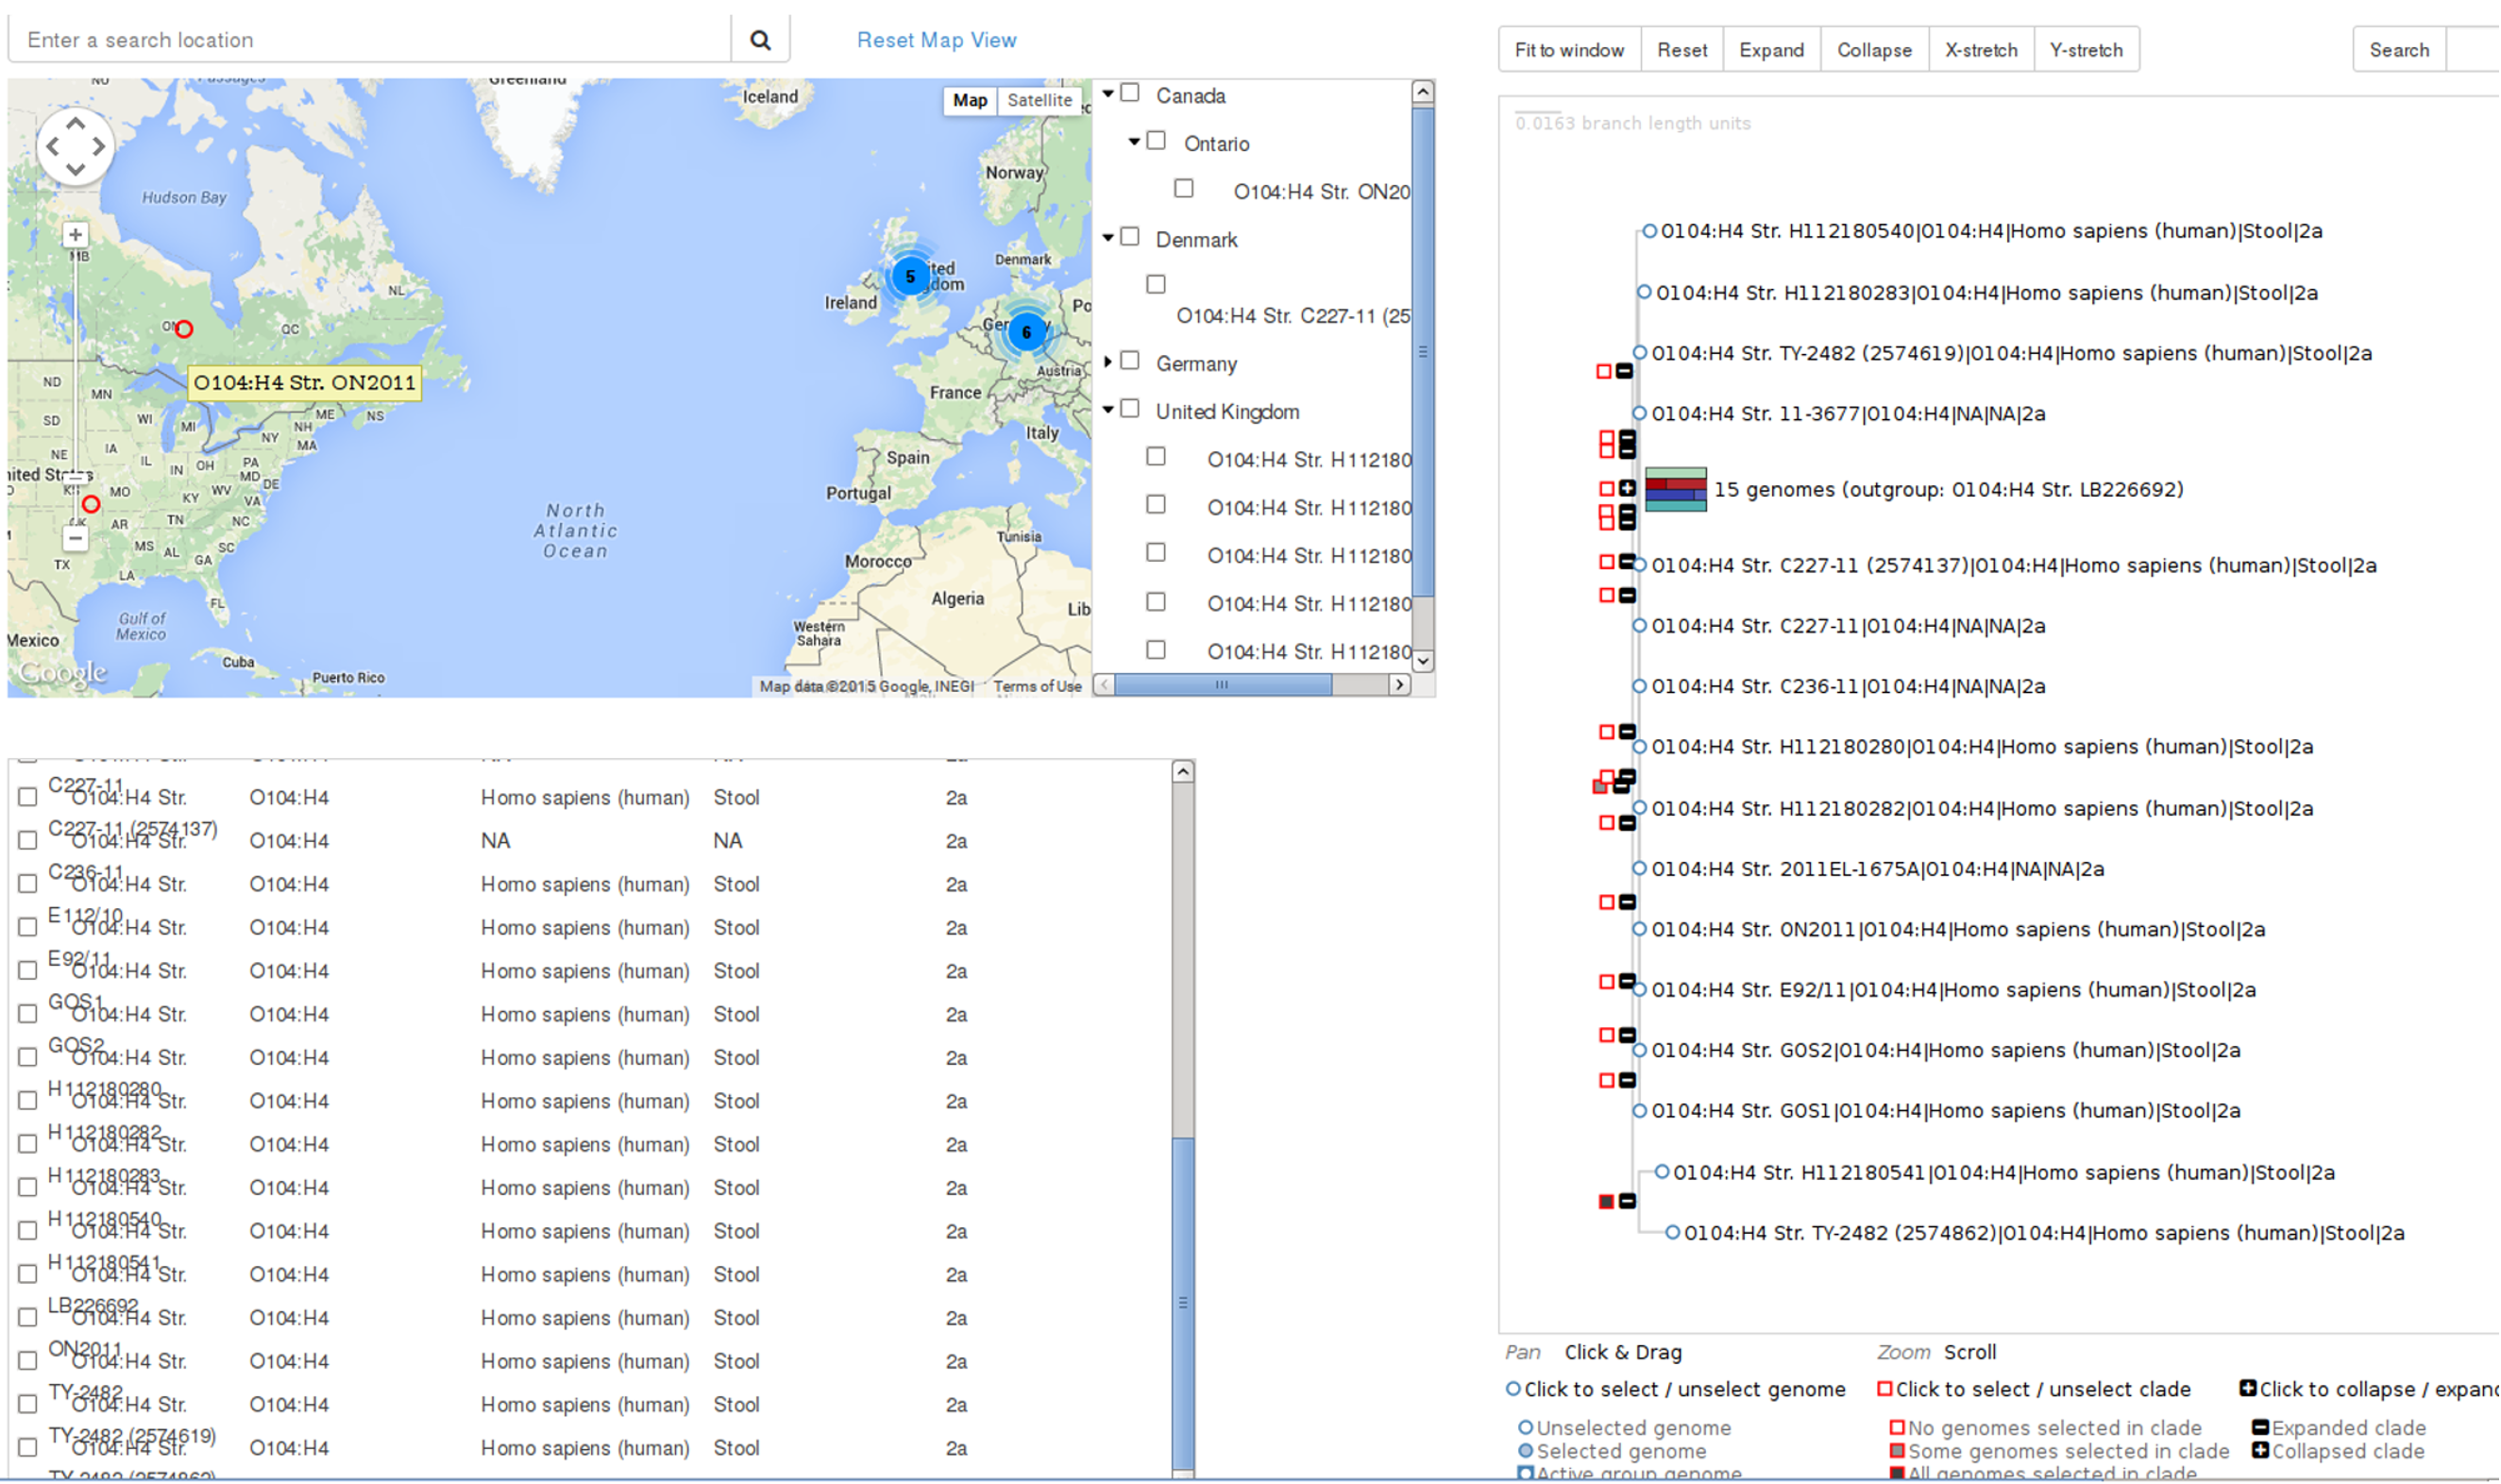 Enter a search location
Reset Map View
Greenland
Iceland
Map Satellite
Hudson Bay
Norway
MB
Denmark
United Kingdom
5
Ireland
NL
ON
QC
Germany
6
O104:H4 Str. ON2011
Austria
France
ND
MN
SD
WI
MI
ME
NS
NH
NY
MA
Italy
NE
IA
IL
IN
OH
PA
MD
DE
Spain
United States
KS
MO
KY
WV
VA
Portugal
OK
AR
TN
NC
North
Atlantic
Ocean
MS
AL
SC
GA
TX
LA
Tunisia
Morocco
FL
Algeria
Gulf of
Mexico
Western
Sahara
Mexico
Cuba
Google
Puerto Rico
Map data ©2015 Google, INEGI
Terms of Use
Canada
Ontario
O104:H4 Str. ON20
Denmark
O104:H4 Str. C227-11 (25
Germany
United Kingdom
O104:H4 Str. H112180
O104:H4 Str. H112180
O104:H4 Str. H112180
O104:H4 Str. H112180
O104:H4 Str. H112180
C227-11
O104:H4 Str. O104:H4 Homo sapiens (human) Stool 2a
C227-11 (2574137)
O104:H4 Str. O104:H4 NA NA 2a
C236-11
O104:H4 Str. O104:H4 Homo sapiens (human) Stool 2a
E112/10
O104:H4 Str. O104:H4 Homo sapiens (human) Stool 2a
E92/11
O104:H4 Str. O104:H4 Homo sapiens (human) Stool 2a
GOS1
O104:H4 Str. O104:H4 Homo sapiens (human) Stool 2a
GOS2
O104:H4 Str. O104:H4 Homo sapiens (human) Stool 2a
H112180280
O104:H4 Str. O104:H4 Homo sapiens (human) Stool 2a
H112180282
O104:H4 Str. O104:H4 Homo sapiens (human) Stool 2a
H112180283
O104:H4 Str. O104:H4 Homo sapiens (human) Stool 2a
H112180540
O104:H4 Str. O104:H4 Homo sapiens (human) Stool 2a
H112180541
O104:H4 Str. O104:H4 Homo sapiens (human) Stool 2a
LB226692
O104:H4 Str. O104:H4 Homo sapiens (human) Stool 2a
ON2011
O104:H4 Str. O104:H4 Homo sapiens (human) Stool 2a
TY-2482
O104:H4 Str. O104:H4 Homo sapiens (human) Stool 2a
TY-2482 (2574619)
O104:H4 Str. O104:H4 Homo sapiens (human) Stool 2a
TY-2482 (2574862)
Fit to window Reset Expand Collapse X-stretch Y-stretch Search
0.0163 branch length units
O104:H4 Str. H112180540|O104:H4|Homo sapiens (human)|Stool|2a
O104:H4 Str. H112180283|O104:H4|Homo sapiens (human)|Stool|2a
O104:H4 Str. TY-2482 (2574619)|O104:H4|Homo sapiens (human)|Stool|2a
O104:H4 Str. 11-3677|O104:H4|NA|NA|2a
15 genomes (outgroup: O104:H4 Str. LB226692)
O104:H4 Str. C227-11 (2574137)|O104:H4|Homo sapiens (human)|Stool|2a
O104:H4 Str. C227-11|O104:H4|NA|NA|2a
O104:H4 Str. C236-11|O104:H4|NA|NA|2a
O104:H4 Str. H112180280|O104:H4|Homo sapiens (human)|Stool|2a
O104:H4 Str. H112180282|O104:H4|Homo sapiens (human)|Stool|2a
O104:H4 Str. 2011EL-1675A|O104:H4|NA|NA|2a
O104:H4 Str. ON2011|O104:H4|Homo sapiens (human)|Stool|2a
O104:H4 Str. E92/11|O104:H4|Homo sapiens (human)|Stool|2a
O104:H4 Str. GOS2|O104:H4|Homo sapiens (human)|Stool|2a
O104:H4 Str. GOS1|O104:H4|Homo sapiens (human)|Stool|2a
O104:H4 Str. H112180541|O104:H4|Homo sapiens (human)|Stool|2a
O104:H4 Str. TY-2482 (2574862)|O104:H4|Homo sapiens (human)|Stool|2a
Pan Click & Drag Zoom Scroll
Click to select / unselect genome Click to select / unselect clade Click to collapse / expand
Unselected genome No genomes selected in clade Expanded clade
Selected genome Some genomes selected in clade Collapsed clade
Active group genome All genomes selected in clade